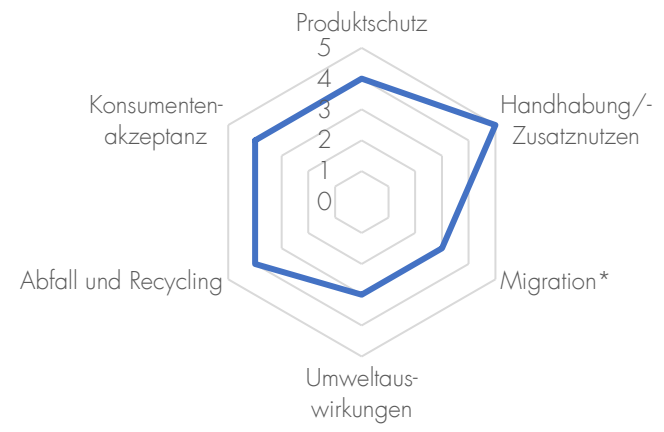 Produktschutz
5
4
3
2
1
0
Handhabung/-
Zusatznutzen
Migration*
Umweltaus-
wirkungen
Abfall und Recycling
Konsumenten-
akzeptanz